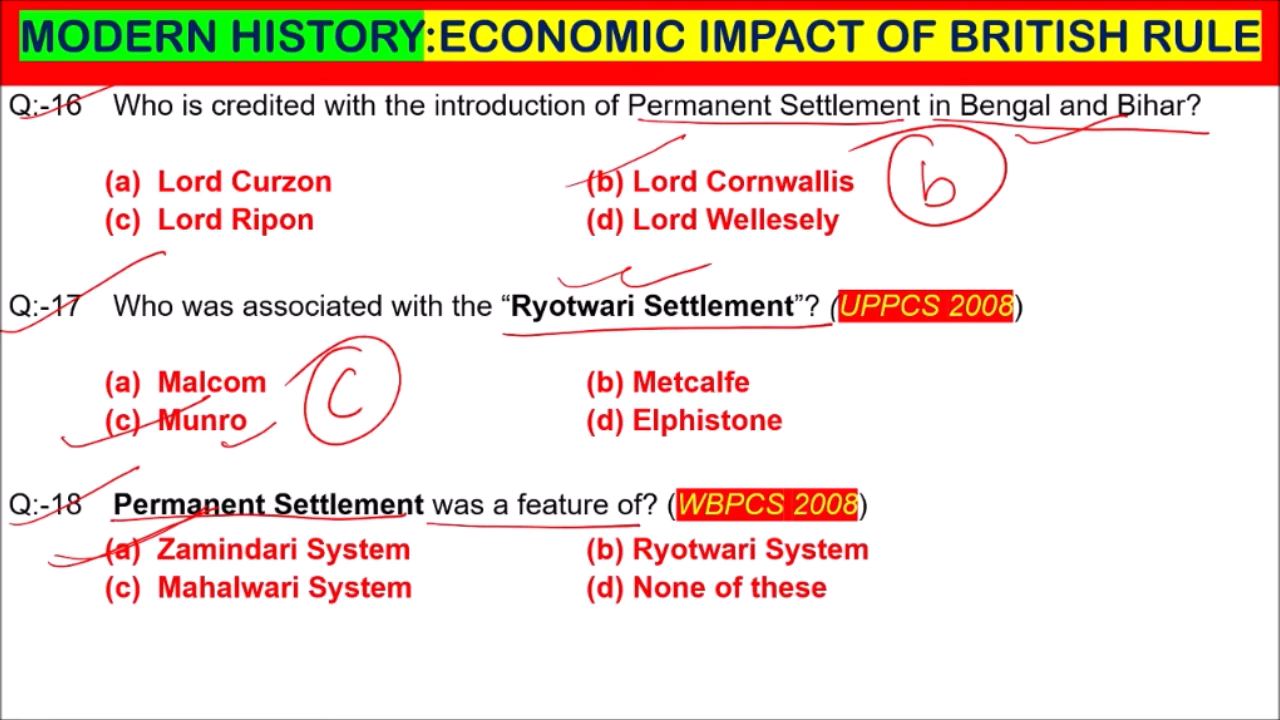 MODERN HISTORY:ECONOMIC IMPACT OF BRITISH RULE
Q:-16 Who is credited with the introduction of Permanent Settlement in Bengal and Bihar?
(a) Lord Curzon (b) Lord Cornwallis b
(c) Lord Ripon (d) Lord Wellesely
Q:-17 Who was associated with the “Ryotwari Settlement”? (UPPCS 2008)
(a) Malcom (b) Metcalfe
C
(c) Munro (d) Elphistone
Q:-18 Permanent Settlement was a feature of? (WBPCS 2008)
(a) Zamindari System (b) Ryotwari System
(c) Mahalwari System (d) None of these